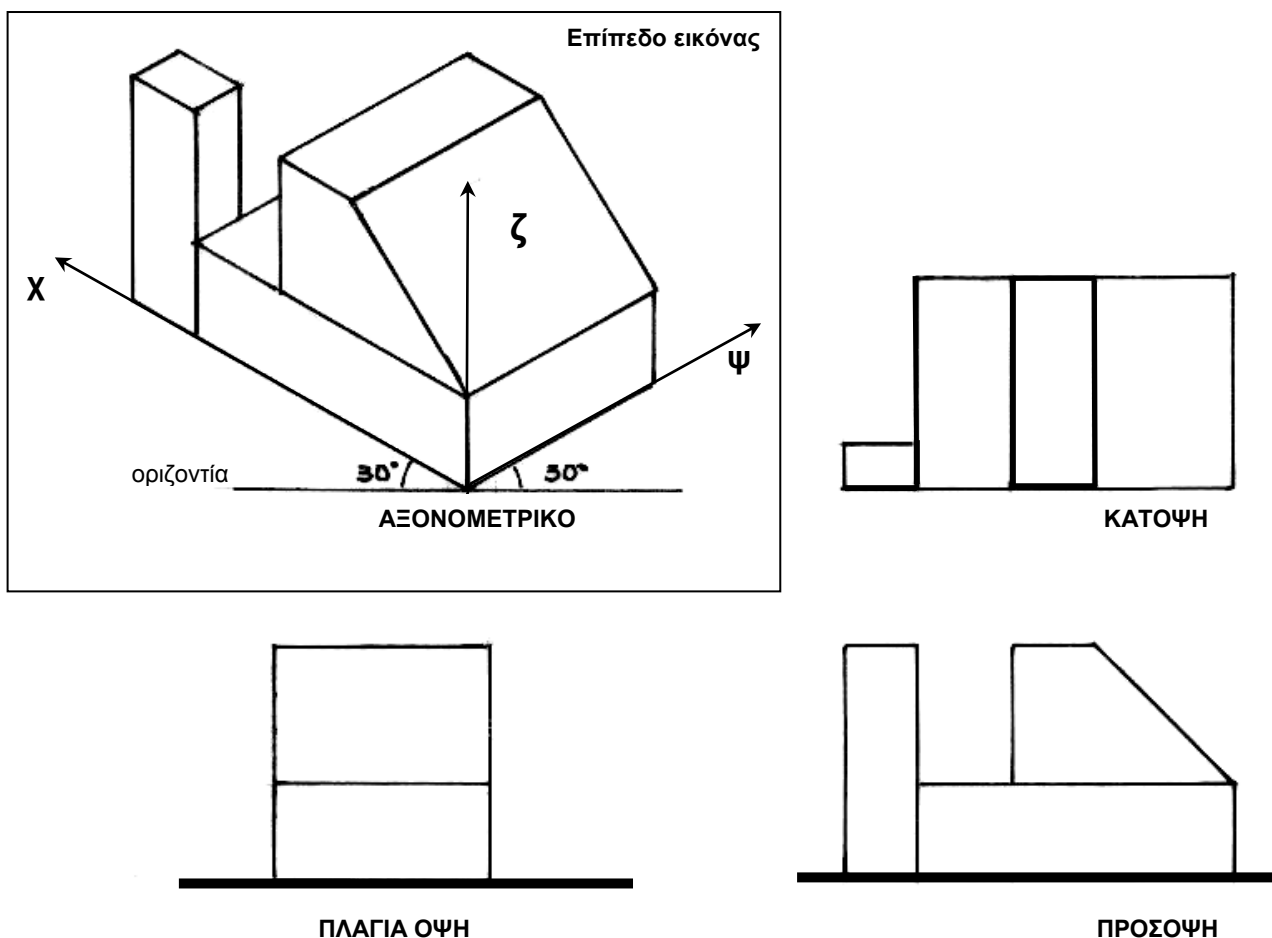 Επίπεδο εικόνας
ζ
Χ
Ψ
οριζοντία
30°
30°
ΑΞΟΝΟΜΕΤΡΙΚΟ
ΚΑΤΟΨΗ
ΠΛΑΓΙΑ ΟΨΗ
ΠΡΟΣΟΨΗ